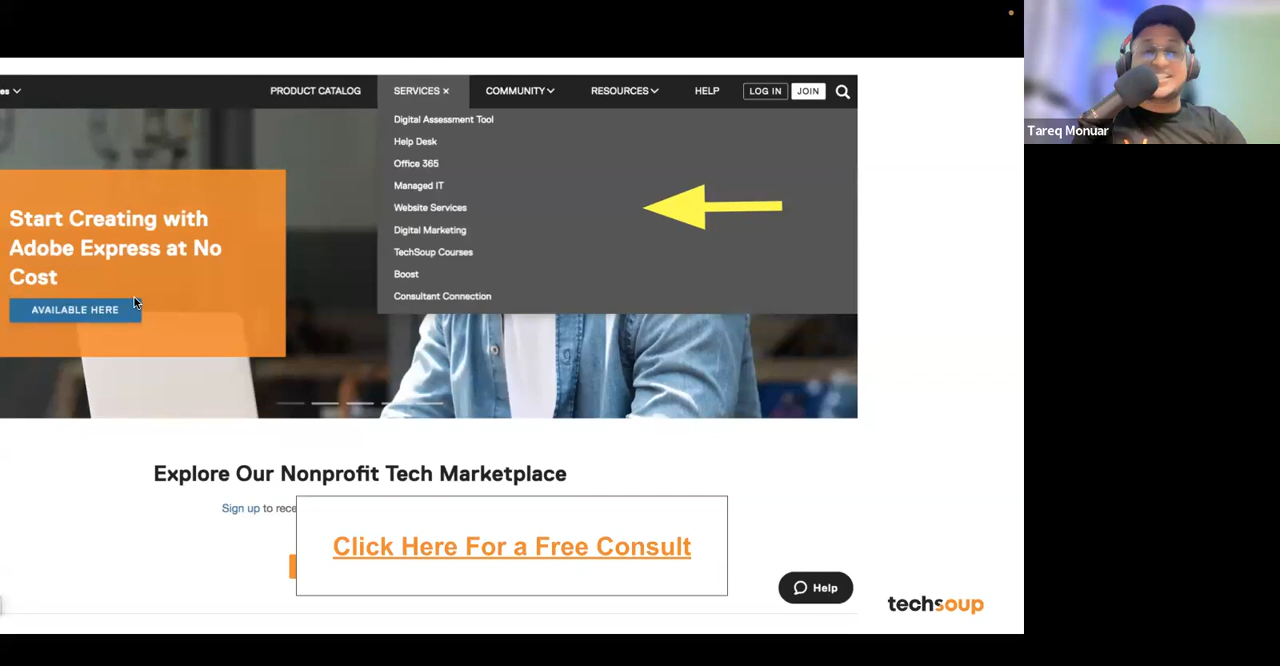 es
PRODUCT CATALOG
SERVICES ×
COMMUNITY
RESOURCES
HELP
LOG IN
JOIN
Digital Assessment Tool
Help Desk
Office 365
Managed IT
Website Services
Digital Marketing
TechSoup Courses
Boost
Consultant Connection
Start Creating with
Adobe Express at No
Cost
AVAILABLE HERE
Explore Our Nonprofit Tech Marketplace
Sign up to rece
Click Here For a Free Consult
Help
techsoup
Tareq Monuar